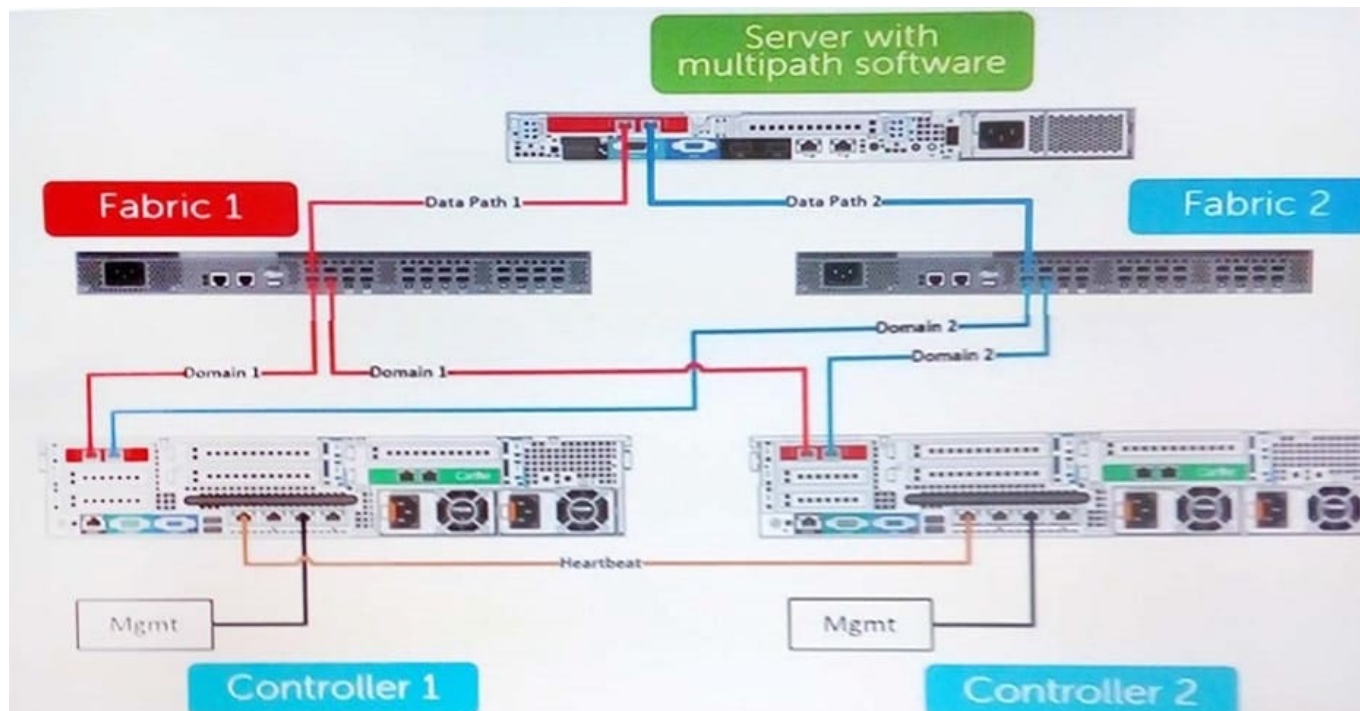 Server with
multipath software
Fabric 1
Data Path 1
Data Path 2
Fabric 2
Domain 2
Domain 2
Domain 1
Domain 1
Heartbeat
Mgmt
Mgmt
Controller 1
Controller 2